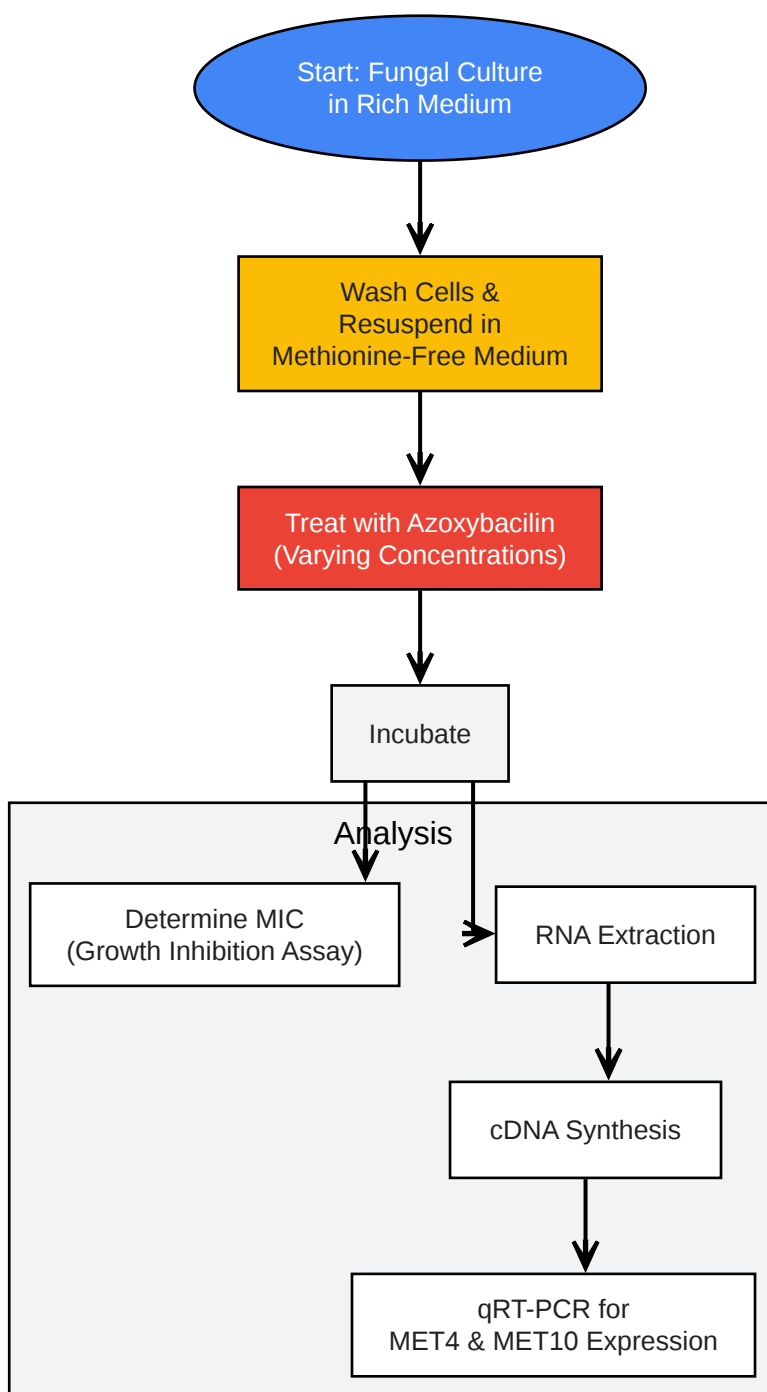 Start: Fungal Culture
in Rich Medium
Wash Cells &
Resuspend in
Methionine-Free Medium
Treat with Azoxybacilin
(Varying Concentrations)
Incubate
Analysis
Determine MIC
(Growth Inhibition Assay)
RNA Extraction
cDNA Synthesis
qRT-PCR for
MET4 & MET10 Expression